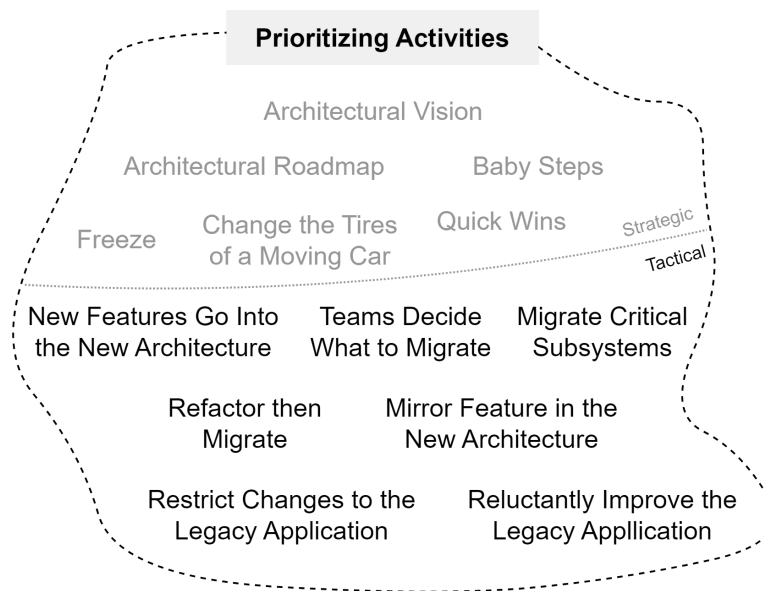 Prioritizing Activities
Architectural Vision
Architectural Roadmap
Baby Steps
Freeze
Change the Tires
of a Moving Car
Quick Wins
Strategic
Tactical
New Features Go Into
the New Architecture
Teams Decide
What to Migrate
Migrate Critical
Subsystems
Refactor then
Migrate
Mirror Feature in the
New Architecture
Restrict Changes to the
Legacy Application
Reluctantly Improve the
Legacy Appllication